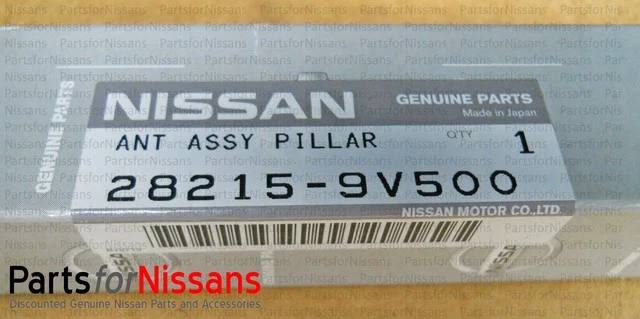 GENUINE PARTS
NISSAN
GENUINE PARTS
Made in Japan
ANT ASSY PILLAR
QTY 1
28215-9V500
NISSAN MOTOR CO.,LTD.
PartsforNissans
Discounted Genuine Nissan Parts and Accessories